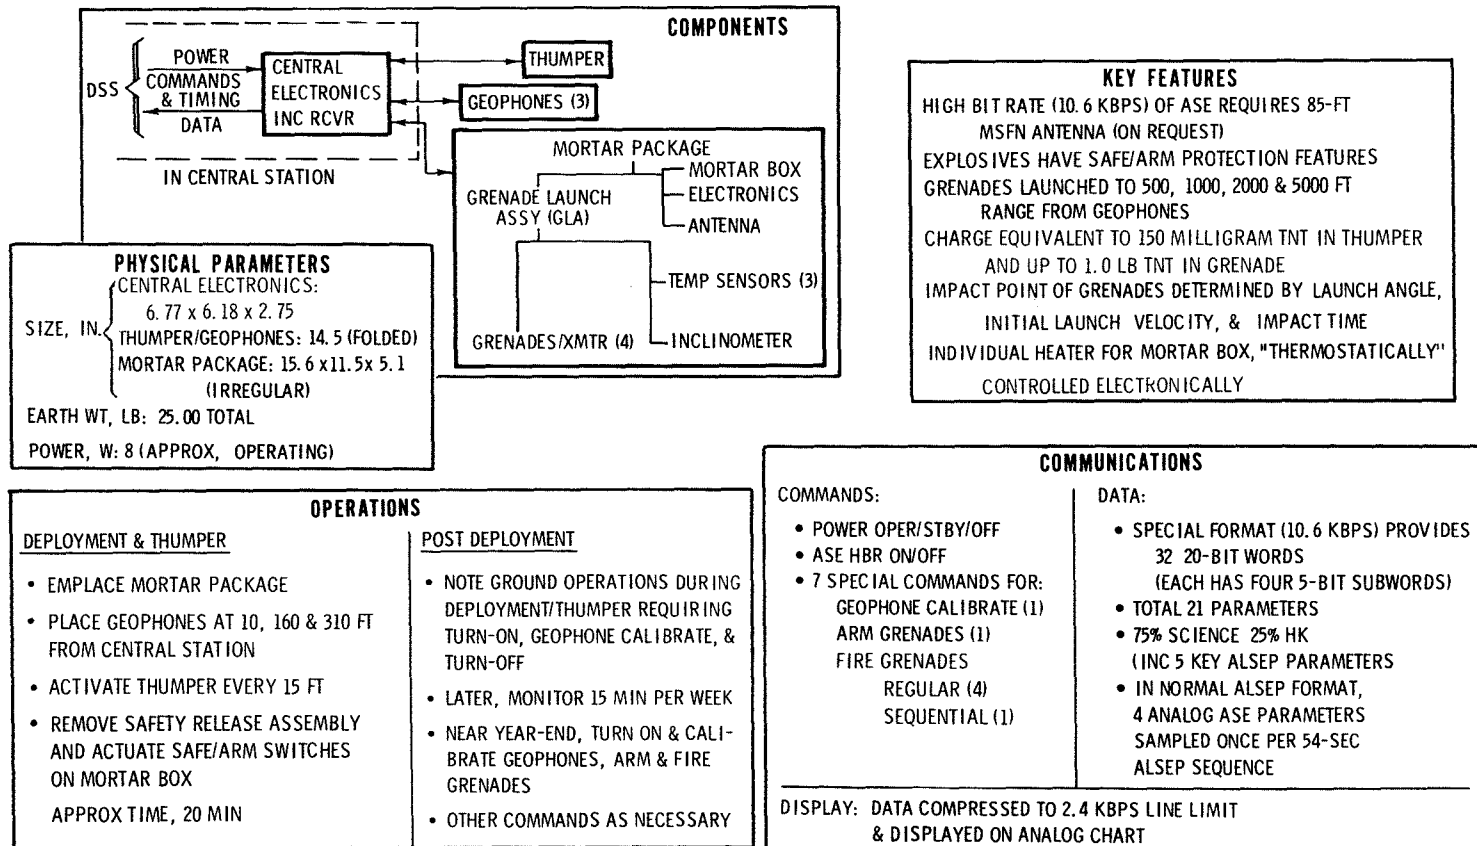 COMPONENTS
DSS
POWER
COMMANDS
& TIMING
DATA
CENTRAL
ELECTRONICS
INC RCVR
IN CENTRAL STATION
THUMPER
GEOPHONES (3)
MORTAR PACKAGE
MORTAR BOX
GRENADE LAUNCH
ASSY (GLA)
ELECTRONICS
ANTENNA
TEMP SENSORS (3)
GRENADES/XMTR (4)
INCLINOMETER
KEY FEATURES
HIGH BIT RATE (10.6 KBPS) OF ASE REQUIRES 85-FT
MSFN ANTENNA (ON REQUEST)
EXPLOSIVES HAVE SAFE/ARM PROTECTION FEATURES
GRENADES LAUNCHED TO 500, 1000, 2000 & 5000 FT
RANGE FROM GEOPHONES
CHARGE EQUIVALENT TO 150 MILLIGRAM TNT IN THUMPER
AND UP TO 1.0 LB TNT IN GRENADE
IMPACT POINT OF GRENADES DETERMINED BY LAUNCH ANGLE,
INITIAL LAUNCH VELOCITY, & IMPACT TIME
INDIVIDUAL HEATER FOR MORTAR BOX, "THERMOSTATICALLY"
CONTROLLED ELECTRONICALLY
PHYSICAL PARAMETERS
SIZE, IN.
CENTRAL ELECTRONICS:
6.77 x 6.18 x 2.75
THUMPER/GEOPHONES: 14.5 (FOLDED)
MORTAR PACKAGE: 15.6 x 11.5 x 5.1
(IRREGULAR)
EARTH WT, LB: 25.00 TOTAL
POWER, W: 8 (APPROX, OPERATING)
OPERATIONS
DEPLOYMENT & THUMPER
• EMPLACE MORTAR PACKAGE
• PLACE GEOPHONES AT 10, 160 & 310 FT
FROM CENTRAL STATION
• ACTIVATE THUMPER EVERY 15 FT
• REMOVE SAFETY RELEASE ASSEMBLY
AND ACTUATE SAFE/ARM SWITCHES
ON MORTAR BOX
APPROX TIME, 20 MIN
POST DEPLOYMENT
• NOTE GROUND OPERATIONS DURING
DEPLOYMENT/THUMPER REQUIRING
TURN-ON, GEOPHONE CALIBRATE, &
TURN-OFF
• LATER, MONITOR 15 MIN PER WEEK
• NEAR YEAR-END, TURN ON & CALI-
BRATE GEOPHONES, ARM & FIRE
GRENADES
• OTHER COMMANDS AS NECESSARY
COMMUNICATIONS
COMMANDS:
• POWER OPER/STBY/OFF
• ASE HBR ON/OFF
• 7 SPECIAL COMMANDS FOR:
GEOPHONE CALIBRATE (1)
ARM GRENADES (1)
FIRE GRENADES
REGULAR (4)
SEQUENTIAL (1)
DATA:
• SPECIAL FORMAT (10.6 KBPS) PROVIDES
32 20-BIT WORDS
(EACH HAS FOUR 5-BIT SUBWORDS)
• TOTAL 21 PARAMETERS
• 75% SCIENCE 25% HK
(INC 5 KEY ALSEP PARAMETERS
• IN NORMAL ALSEP FORMAT,
4 ANALOG ASE PARAMETERS
SAMPLED ONCE PER 54-SEC
ALSEP SEQUENCE
DISPLAY: DATA COMPRESSED TO 2.4 KBPS LINE LIMIT
& DISPLAYED ON ANALOG CHART